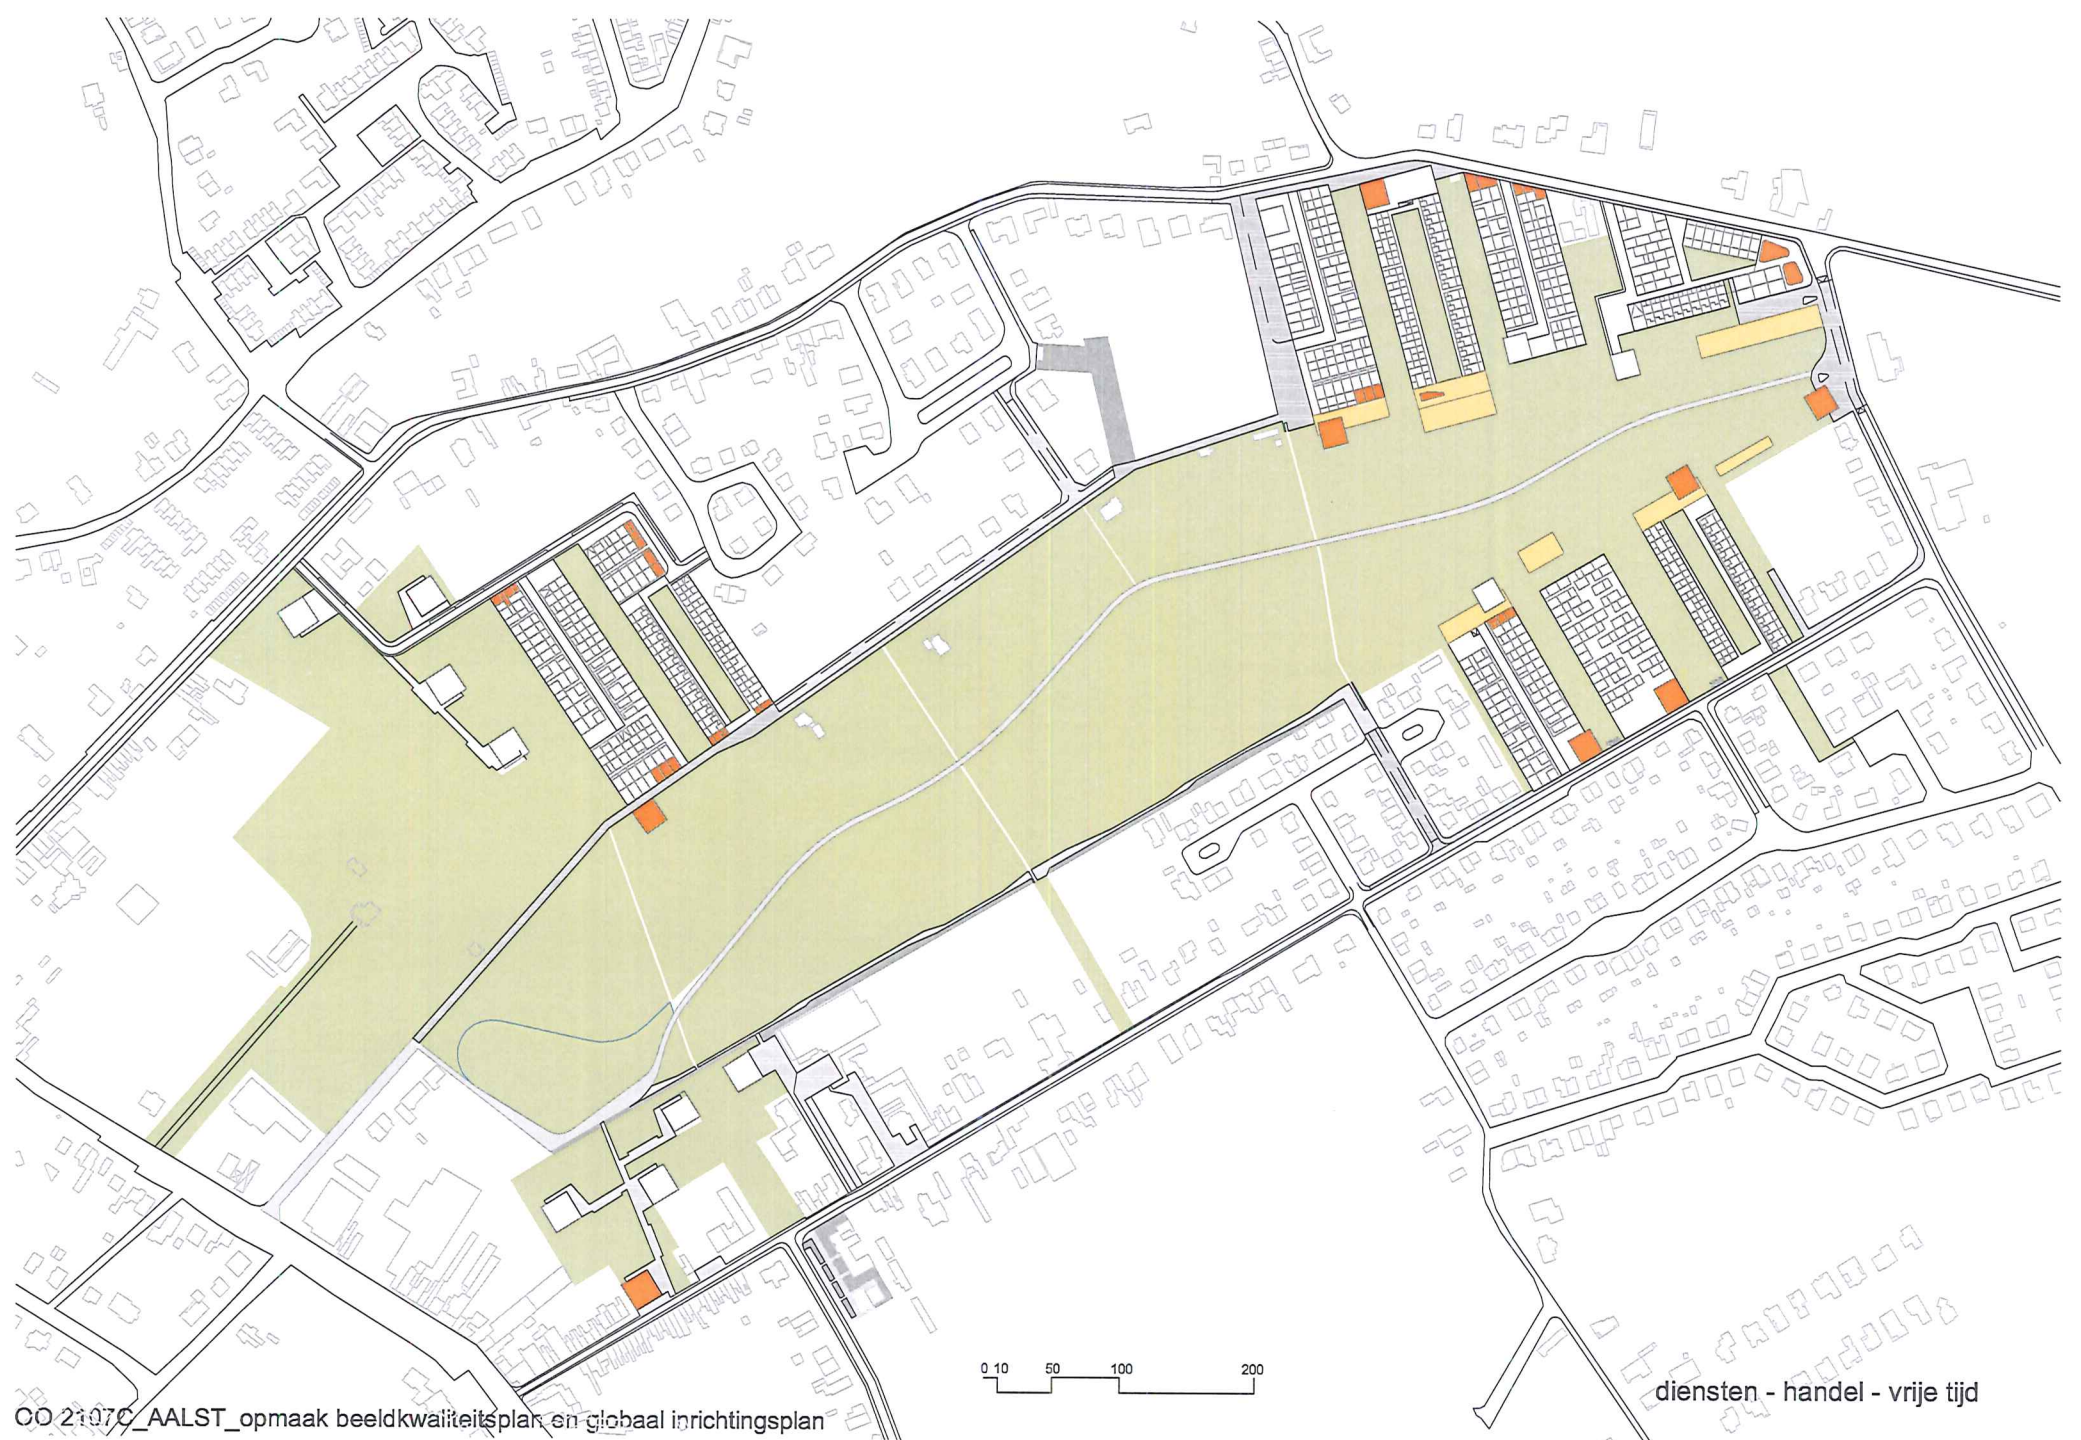 0 10 50 100 200
diensten - handel - vrije tijd
CO 2107C_AALST_opmaak beeldkwaliteitsplan en globaal inrichtingsplan